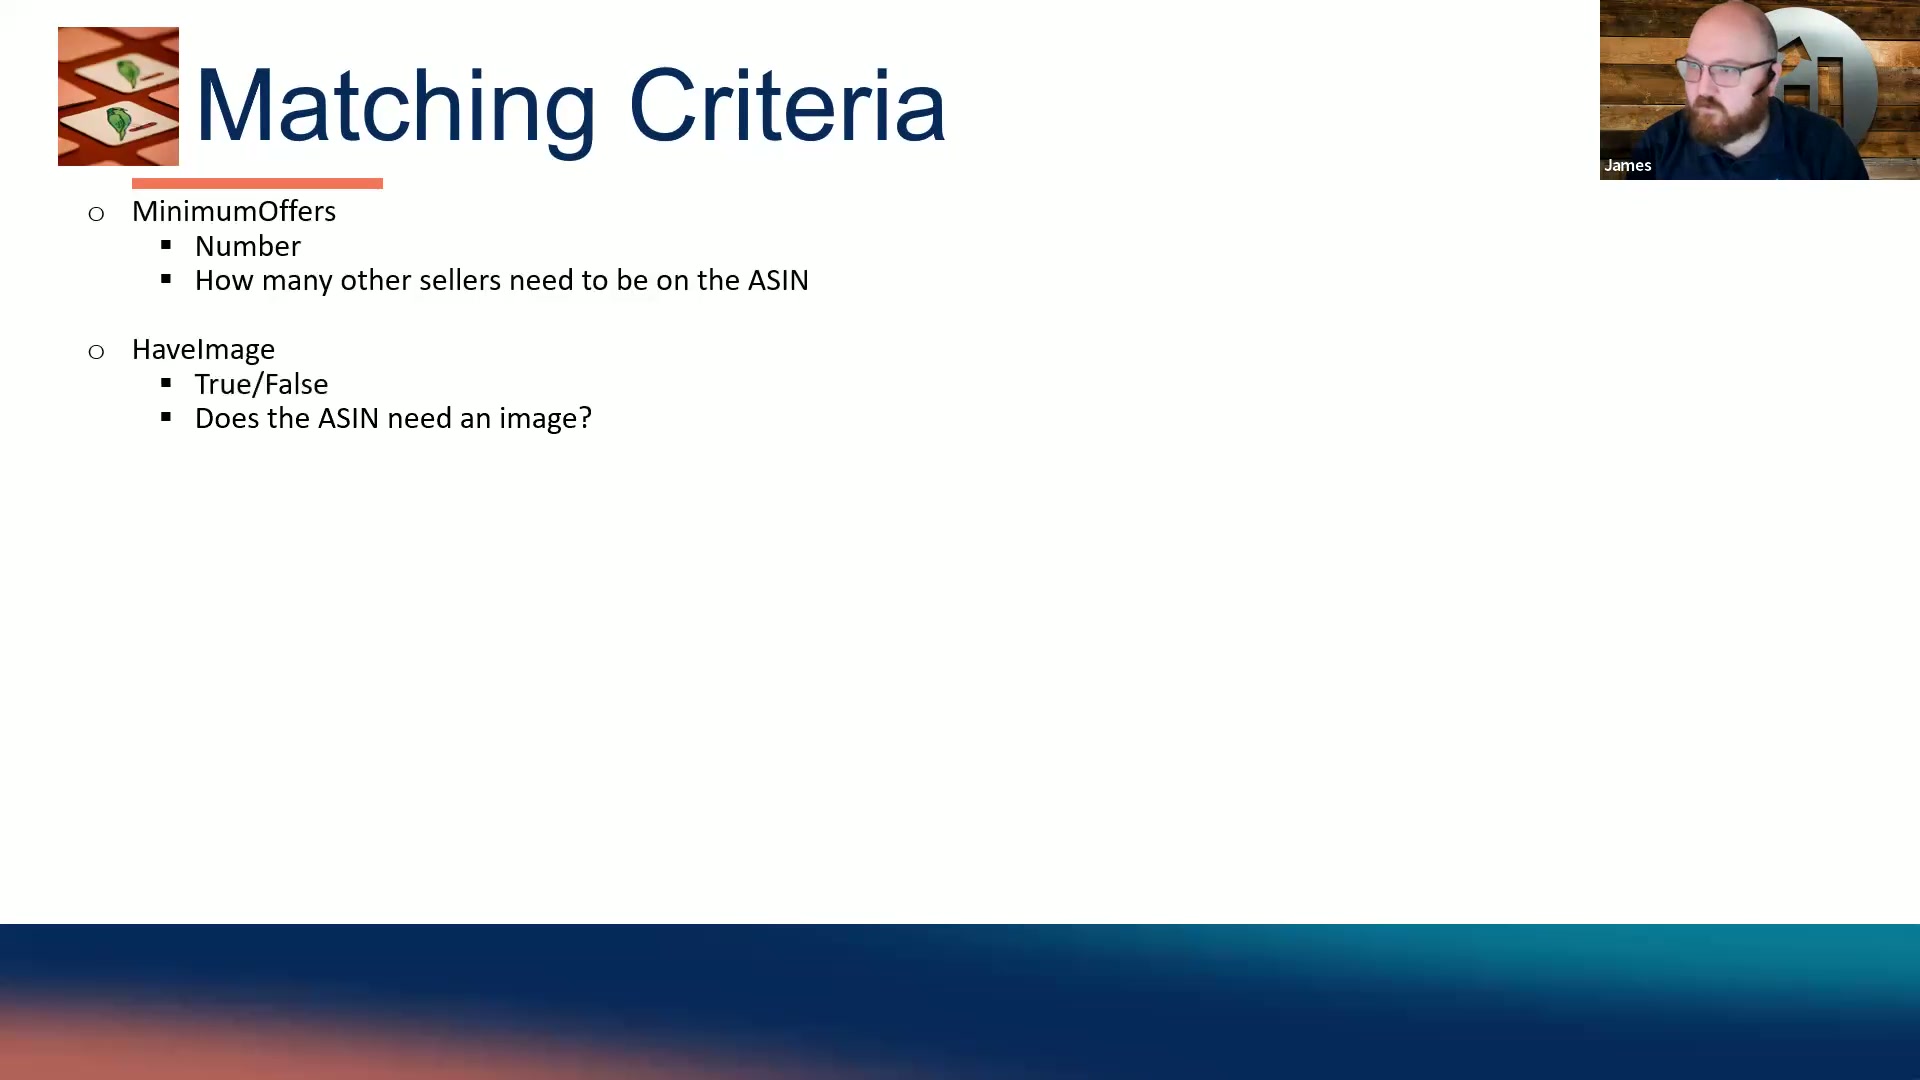 Matching Criteria
James
o MinimumOffers
▪ Number
▪ How many other sellers need to be on the ASIN
o HaveImage
▪ True/False
▪ Does the ASIN need an image?